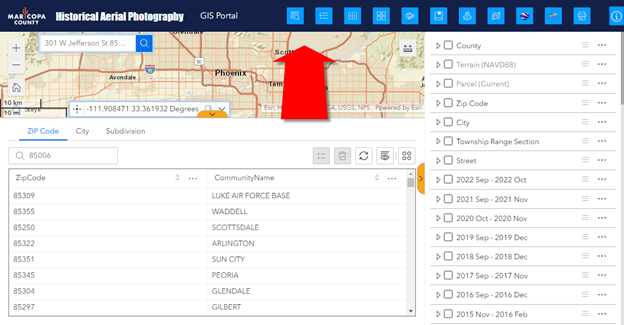 MARICOPA
COUNTY
Historical Aerial Photography
GIS Portal
301 W Jefferson St 85...
Glendale
Scotts
Avondale
Phoenix
Tem
10 km
10 mi
-111.908471 33.361932 Degrees
, USGS, NPS
Powered by Esri
ZIP Code
City
Subdivision
85006
ZipCode
CommunityName
85309
LUKE AIR FORCE BASE
85355
WADDELL
85250
SCOTTSDALE
85322
ARLINGTON
85351
SUN CITY
85345
PEORIA
85304
GLENDALE
85297
GILBERT
County
Terrain (NAVD88)
Parcel (Current)
Zip Code
City
Township Range Section
Street
2022 Sep - 2022 Oct
2021 Sep - 2021 Nov
2020 Oct - 2020 Nov
2019 Sep - 2019 Dec
2018 Sep - 2018 Dec
2017 Sep - 2017 Nov
2016 Sep - 2016 Dec
2015 Nov - 2016 Feb